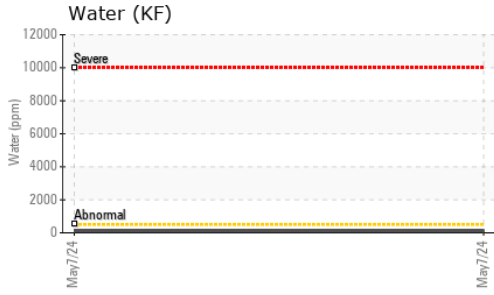 Water (KF)
12000
10000
8000
6000
4000
2000
0
Water (ppm)
Severe
Abnormal
May7/24
May7/24